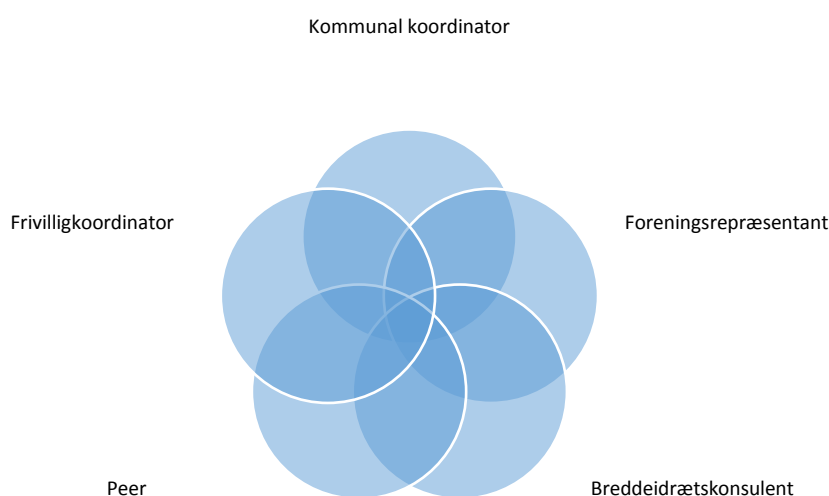 Kommunal koordinator
Frivilligkoordinator
Foreningsrepræsentant
Peer
Breddeidrætskonsulent